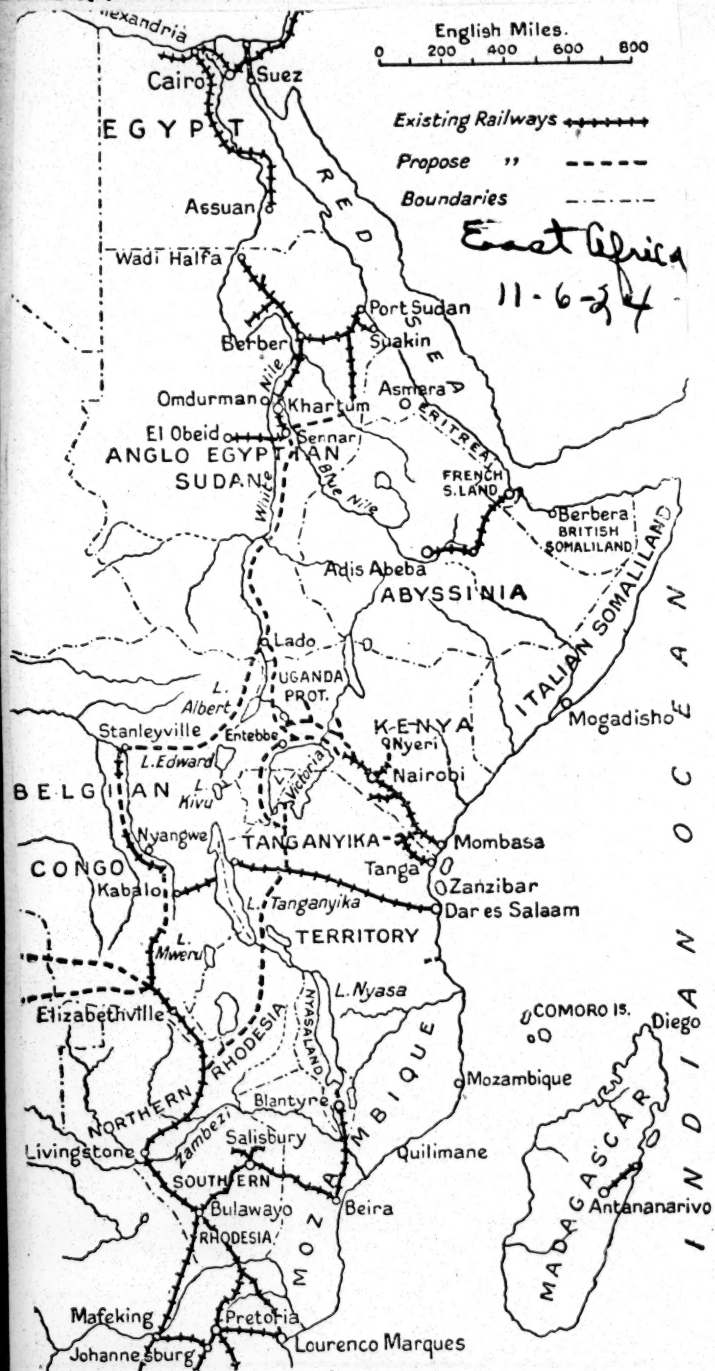 Alexandria
English Miles.
0 200 400 600 800
Cairo
Suez
EGYPT
Existing Railways
Propose "
Boundaries
RED SEA
Assuan
East Africa
11-6-24
Wadi Halfa
Port Sudan
Suakin
Berber
Nile
Omdurman
Khartum
Asmera
ERITREA
El Obeid
Sennar
ANGLO EGYPTIAN
SUDAN
White
Blue Nile
FRENCH
S.LAND
Berbera
BRITISH
SOMALILAND
Adis Abeba
ABYSSINIA
ITALIAN SOMALILAND
INDIAN OCEAN
Lado
UGANDA
PROT.
L.
Albert
Mogadisho
Stanleyville
Entebbe
KENYA
Nyeri
L. Edward
L. Victoria
Nairobi
BELGIAN
L.
Kivu
Nyangwe
TANGANYIKA
Mombasa
CONGO
Tanga
Kabalo
Zanzibar
L. Tanganyika
Dar es Salaam
TERRITORY
L.
Mweru
L. Nyasa
NYASALAND
Elizabethville
COMORO IS.
Diego
NORTHERN RHODESIA
MOZAMBIQUE
Mozambique
Blantyre
Zambezi
Livingstone
Salisbury
Quilimane
SOUTHERN
MADAGASCAR
Antananarivo
Bulawayo
Beira
RHODESIA
Mafeking
Pretoria
Johannesburg
Lourenco Marques